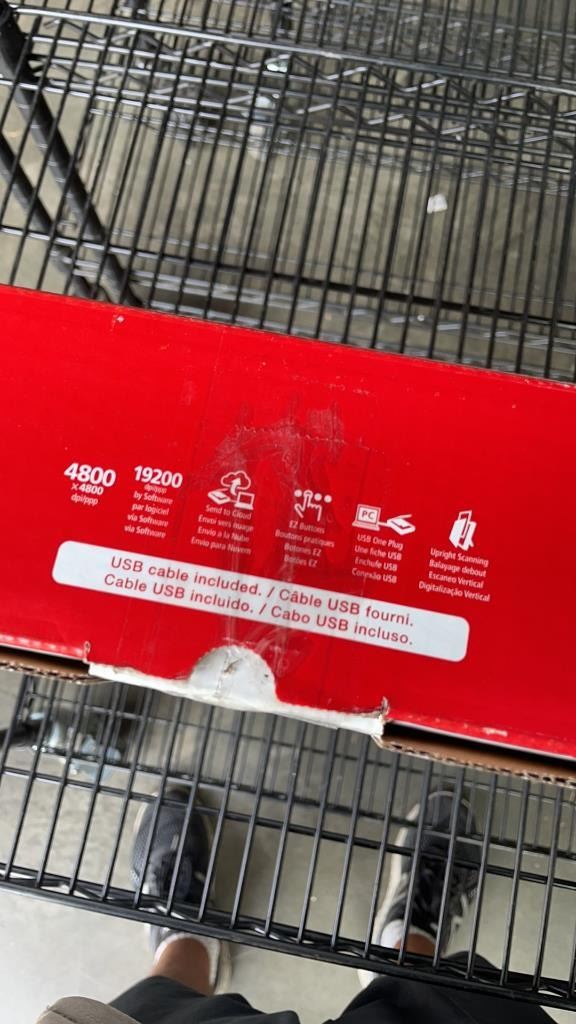 4800
×4800
dpi/ppp
19200
dpi/ppp
by Software
par logiciel
via Software
via Software
Send to Cloud
Envoi vers nuage
Envío a la Nube
Envio para Nuvem
EZ Buttons
Boutons pratiques
Botones EZ
Botões EZ
PC
USB One Plug
Une fiche USB
Enchufe USB
Conexão USB
Upright Scanning
Balayage debout
Escaneo Vertical
Digitalização Vertical
USB cable included. / Câble USB fourni.
Cable USB incluido. / Cabo USB incluso.